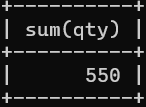 +----------+
| sum(qty) |
+----------+
|      550 |
+----------+